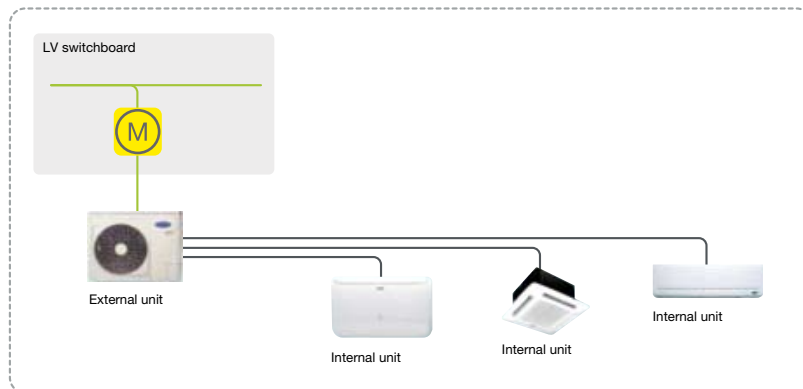 LV switchboard
M
External unit
Internal unit
Internal unit
Internal unit